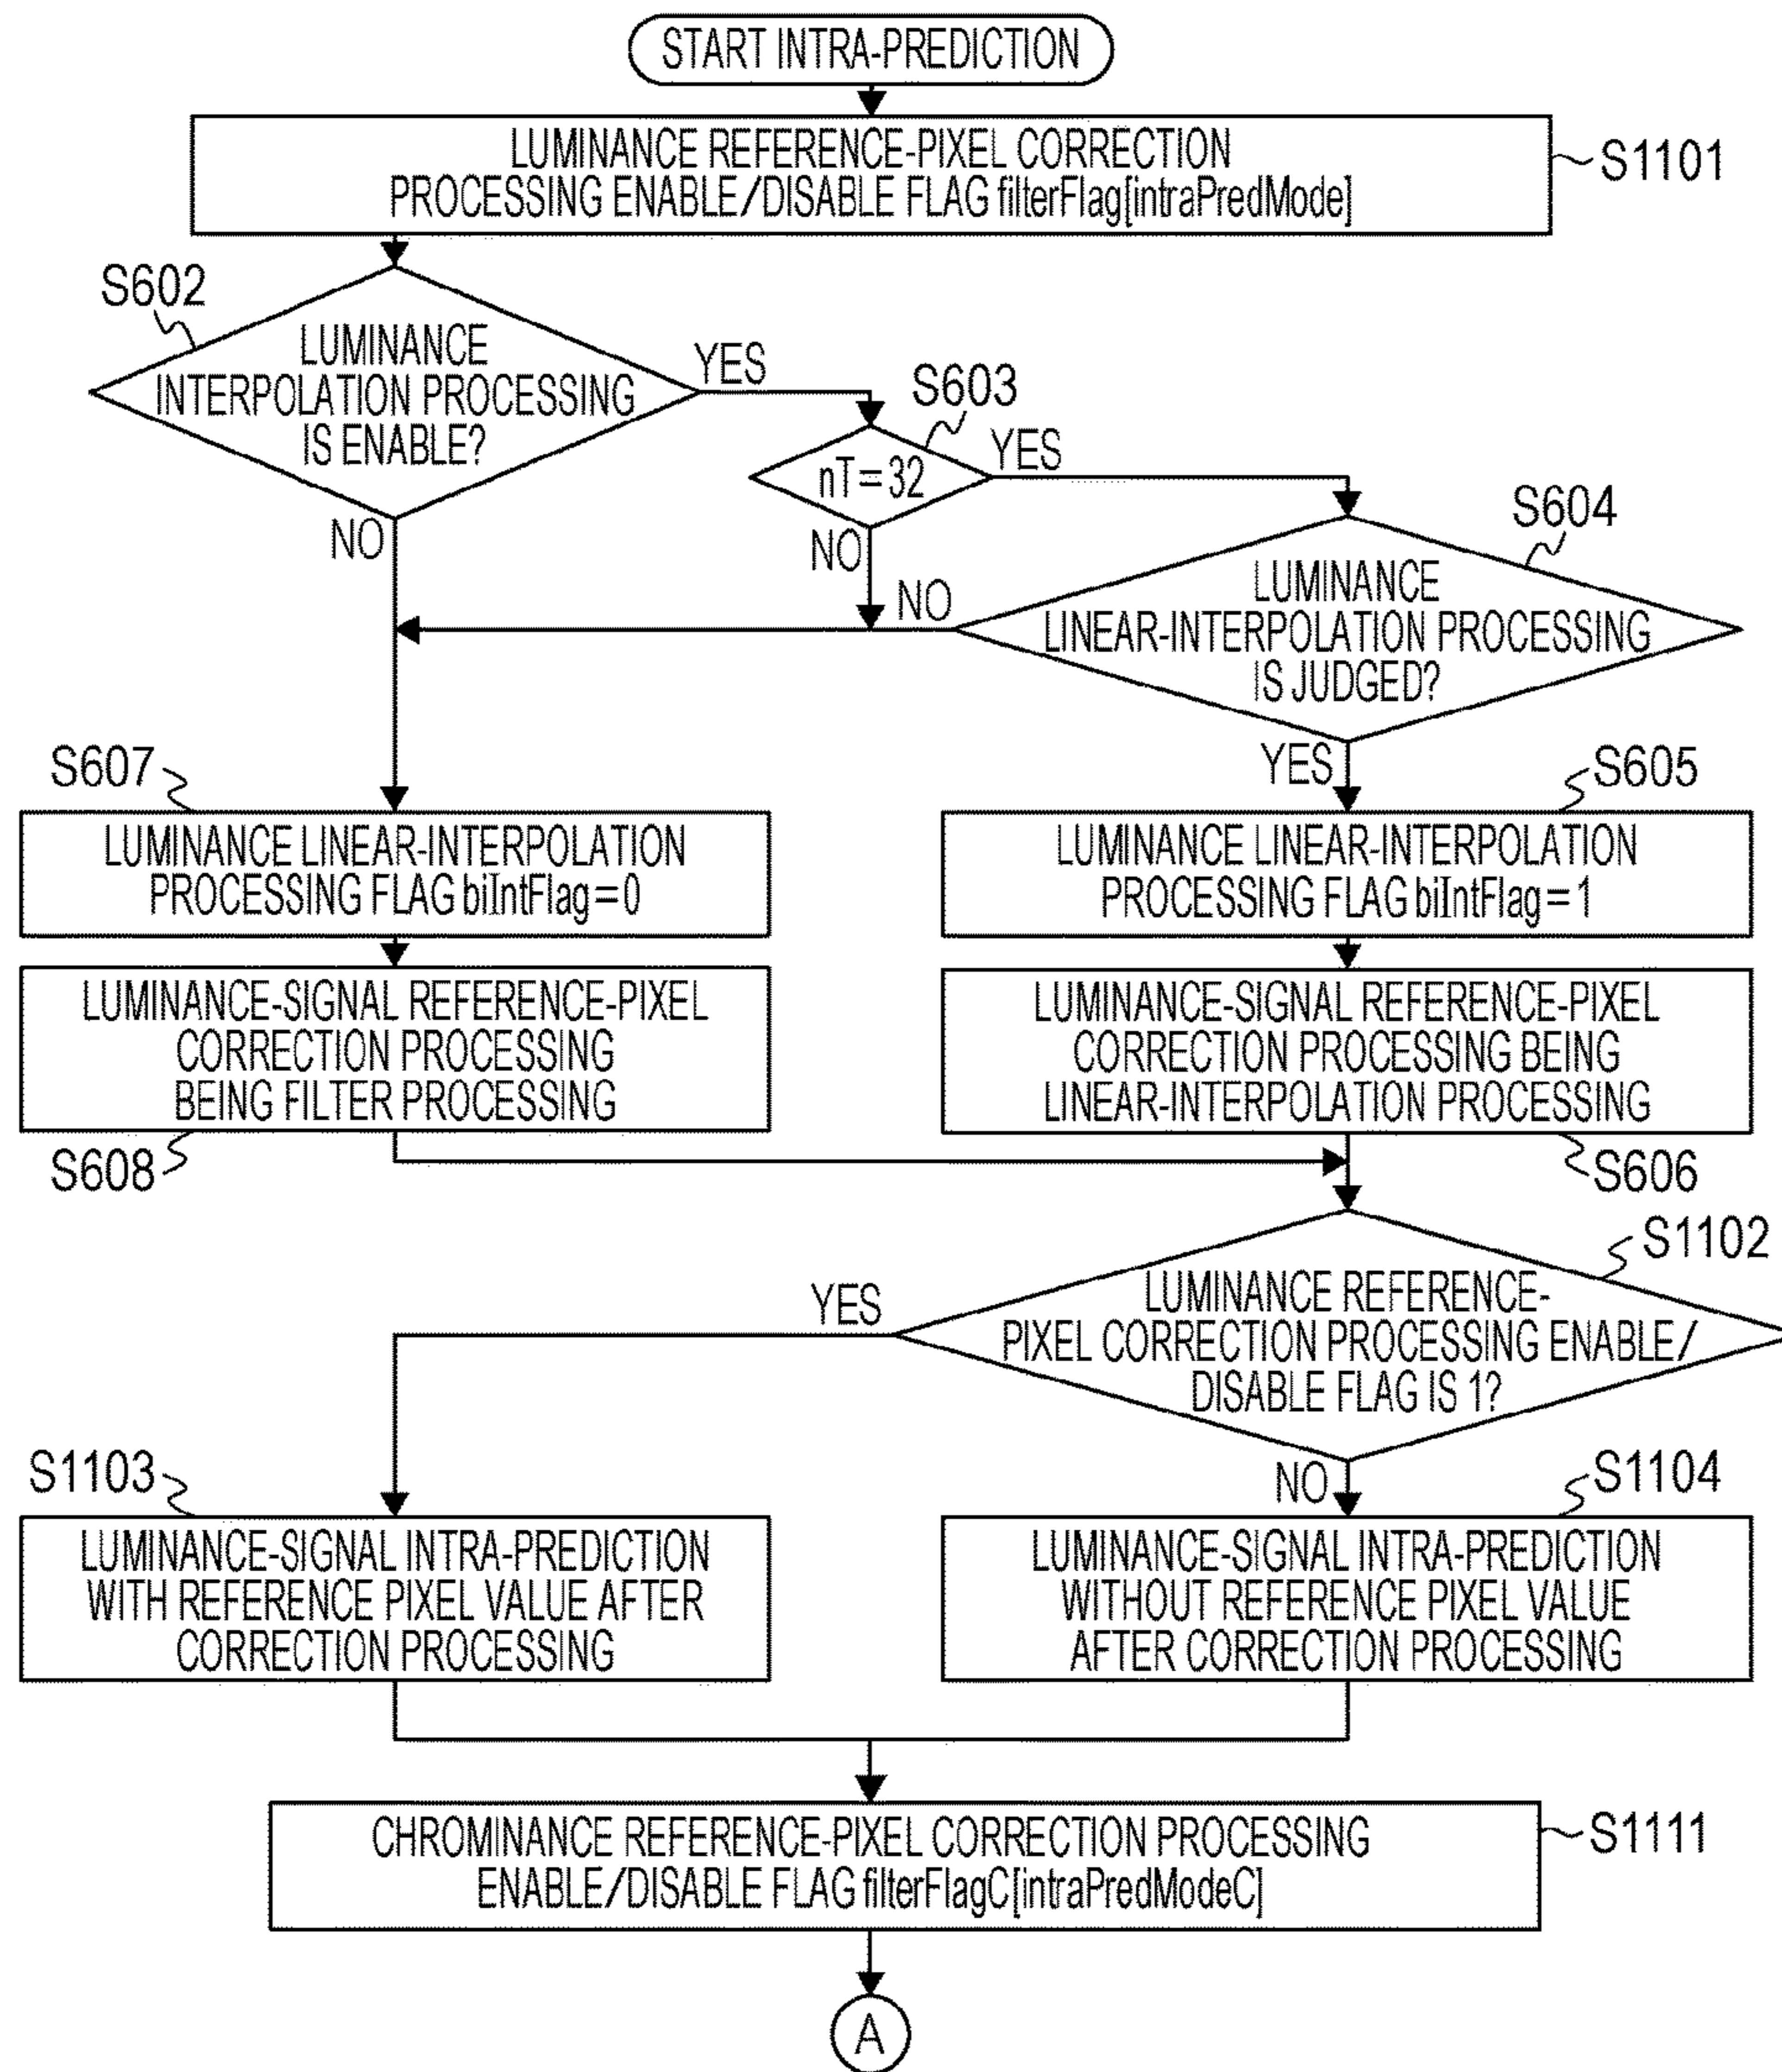 START INTRA-PREDICTION
LUMINANCE REFERENCE-PIXEL CORRECTION
PROCESSING ENABLE/DISABLE FLAG filterFlag[intraPredMode]
S1101
S602
LUMINANCE
INTERPOLATION PROCESSING
IS ENABLE?
YES
NO
S603
nT=32
YES
NO
S604
LUMINANCE
LINEAR-INTERPOLATION PROCESSING
IS JUDGED?
NO
YES
S607
LUMINANCE LINEAR-INTERPOLATION
PROCESSING FLAG biIntFlag=0
S605
LUMINANCE LINEAR-INTERPOLATION
PROCESSING FLAG biIntFlag=1
LUMINANCE-SIGNAL REFERENCE-PIXEL
CORRECTION PROCESSING
BEING FILTER PROCESSING
S608
LUMINANCE-SIGNAL REFERENCE-PIXEL
CORRECTION PROCESSING BEING
LINEAR-INTERPOLATION PROCESSING
S606
S1102
LUMINANCE REFERENCE-
PIXEL CORRECTION PROCESSING ENABLE/
DISABLE FLAG IS 1?
YES
NO
S1103
LUMINANCE-SIGNAL INTRA-PREDICTION
WITH REFERENCE PIXEL VALUE AFTER
CORRECTION PROCESSING
S1104
LUMINANCE-SIGNAL INTRA-PREDICTION
WITHOUT REFERENCE PIXEL VALUE
AFTER CORRECTION PROCESSING
CHROMINANCE REFERENCE-PIXEL CORRECTION PROCESSING
ENABLE/DISABLE FLAG filterFlagC[intraPredModeC]
S1111
A